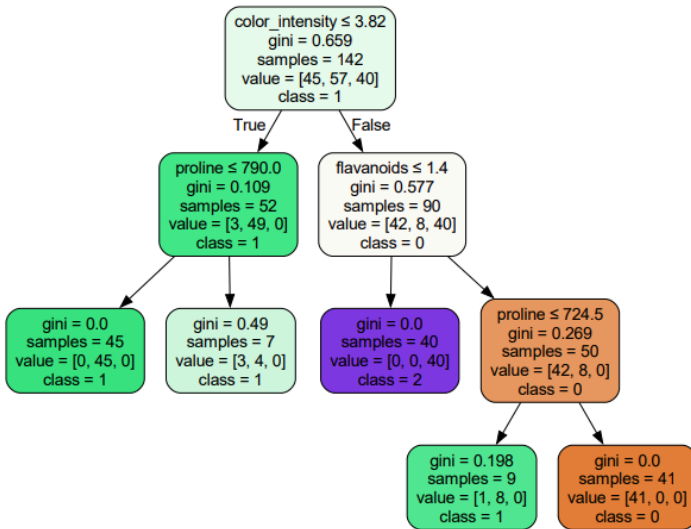 color_intensity ≤ 3.82
gini = 0.659
samples = 142
value = [45, 57, 40]
class = 1
True
False
proline ≤ 790.0
gini = 0.109
samples = 52
value = [3, 49, 0]
class = 1
flavanoids ≤ 1.4
gini = 0.577
samples = 90
value = [42, 8, 40]
class = 0
gini = 0.0
samples = 45
value = [0, 45, 0]
class = 1
gini = 0.49
samples = 7
value = [3, 4, 0]
class = 1
gini = 0.0
samples = 40
value = [0, 0, 40]
class = 2
proline ≤ 724.5
gini = 0.269
samples = 50
value = [42, 8, 0]
class = 0
gini = 0.198
samples = 9
value = [1, 8, 0]
class = 1
gini = 0.0
samples = 41
value = [41, 0, 0]
class = 0